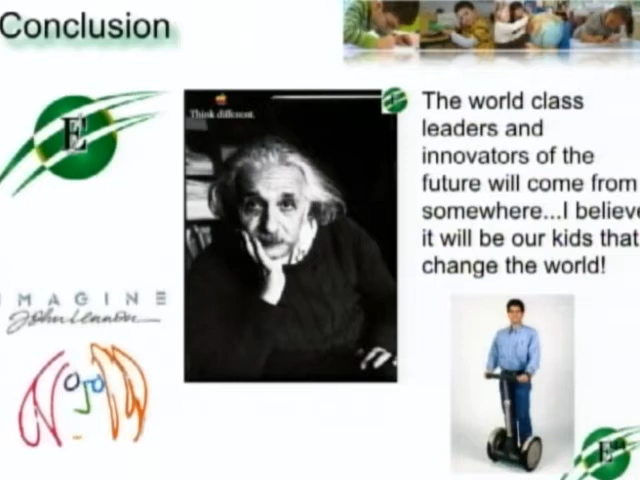 Conclusion
E
Think different.
The world class
leaders and
innovators of the
future will come from
somewhere...I believe
it will be our kids that
change the world!
IMAGINE
John Lennon